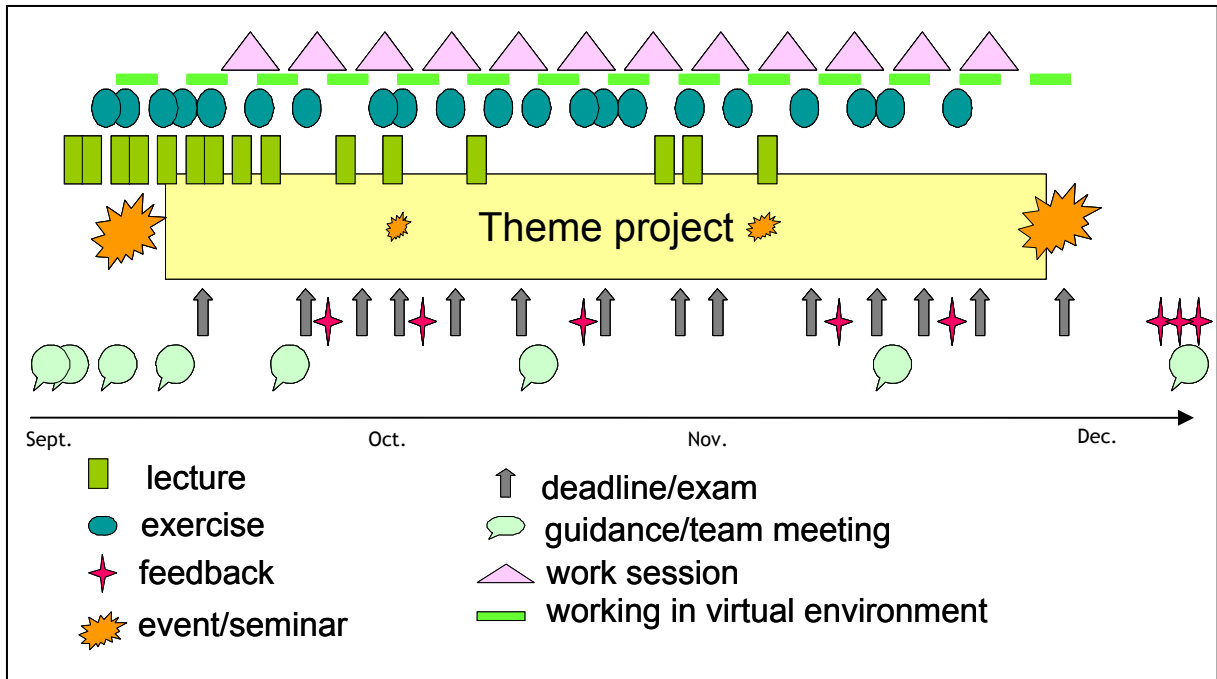 Theme project
Sept.
Oct.
Nov.
Dec.
lecture
exercise
feedback
event/seminar
deadline/exam
guidance/team meeting
work session
working in virtual environment